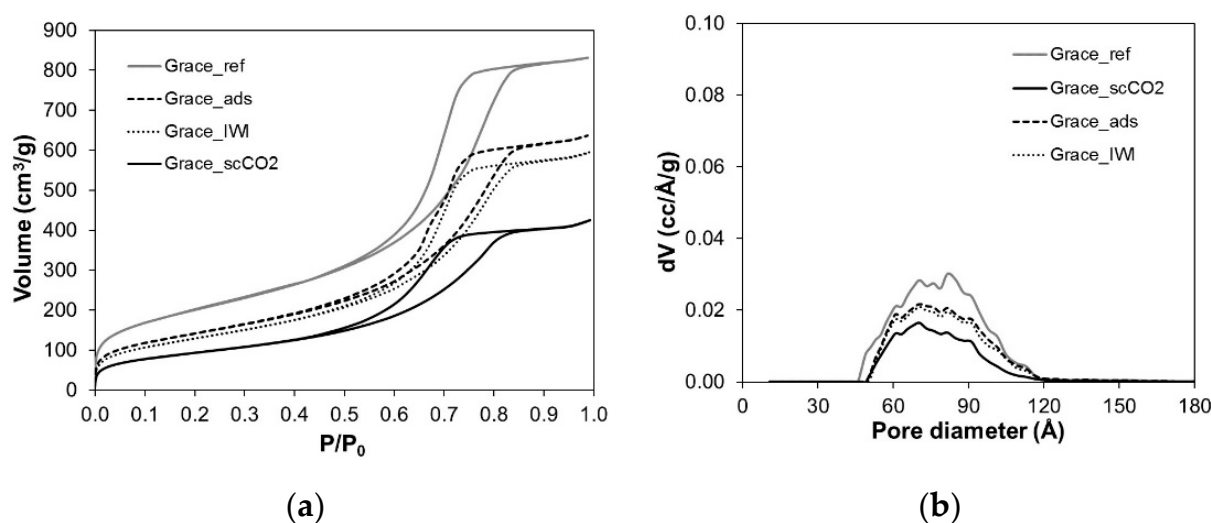 900
800
700
600
500
400
300
200
100
0
Volume (cm³/g)
Grace_ref
Grace_ads
Grace_IWI
Grace_scCO2
0.0 0.1 0.2 0.3 0.4 0.5 0.6 0.7 0.8 0.9 1.0
P/P₀
(a)
0.10
0.08
0.06
0.04
0.02
0.00
dV (cc/Å/g)
Grace_ref
Grace_scCO2
Grace_ads
Grace_IWI
0 30 60 90 120 150 180
Pore diameter (Å)
(b)